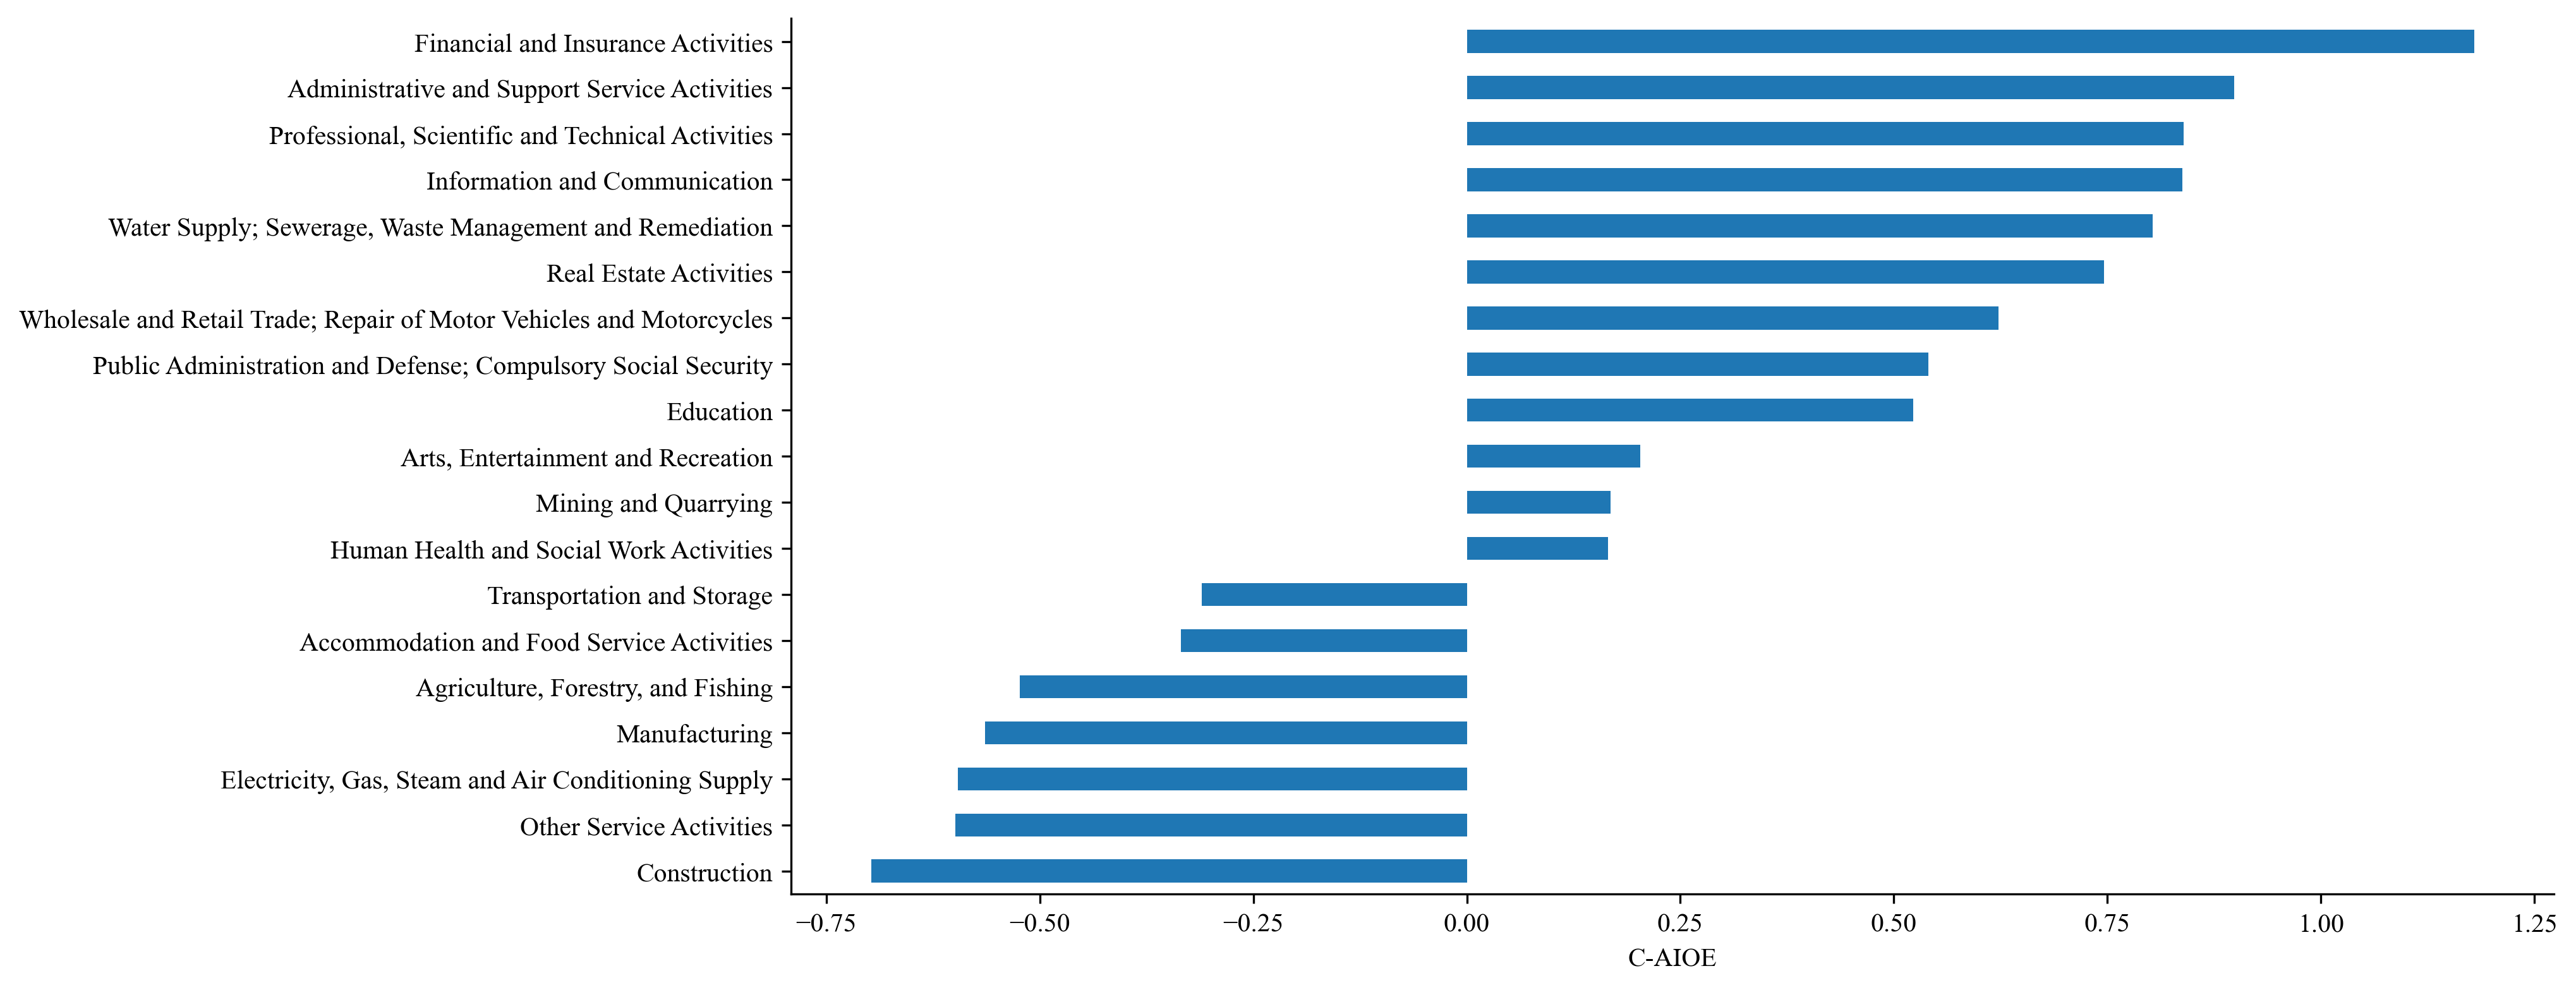 Financial and Insurance Activities
Administrative and Support Service Activities
Professional, Scientific and Technical Activities
Information and Communication
Water Supply; Sewerage, Waste Management and Remediation
Real Estate Activities
Wholesale and Retail Trade; Repair of Motor Vehicles and Motorcycles
Public Administration and Defense; Compulsory Social Security
Education
Arts, Entertainment and Recreation
Mining and Quarrying
Human Health and Social Work Activities
Transportation and Storage
Accommodation and Food Service Activities
Agriculture, Forestry, and Fishing
Manufacturing
Electricity, Gas, Steam and Air Conditioning Supply
Other Service Activities
Construction
−0.75 −0.50 −0.25 0.00 0.25 0.50 0.75 1.00 1.25
C-AIOE